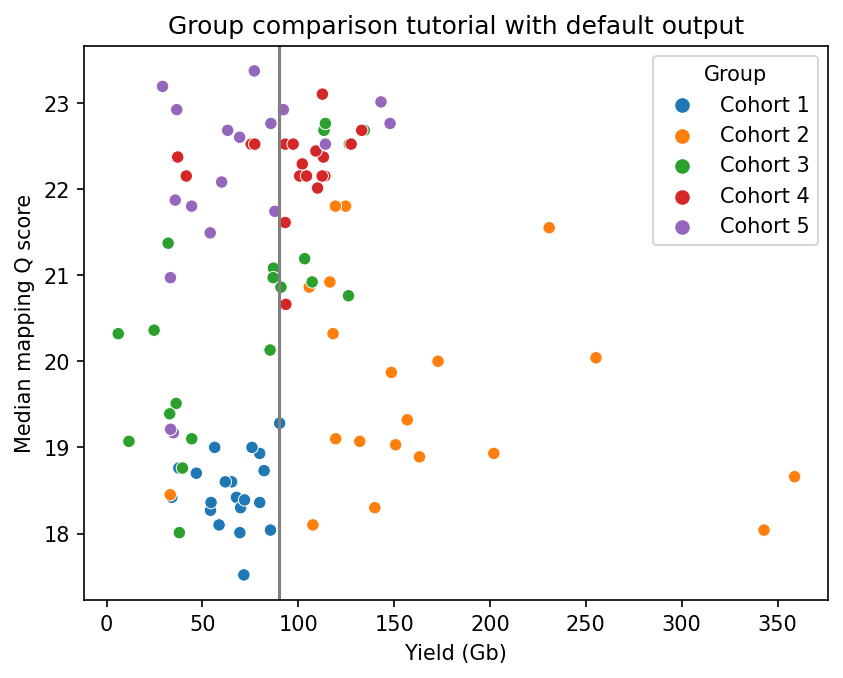 Group comparison tutorial with default output
Group
Cohort 1
Cohort 2
Cohort 3
Cohort 4
Cohort 5
Median mapping Q score
23
22
21
20
19
18
0 50 100 150 200 250 300 350
Yield (Gb)